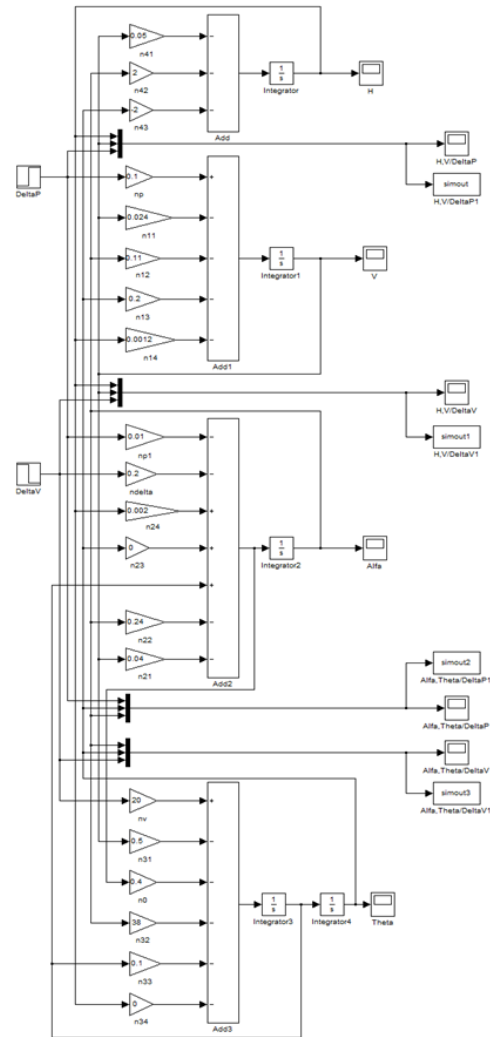 0.05
n41
2
n42
-2
n43
Add
1
s
Integrator
H
H,V/DeltaP
simout
H,V/DeltaP1
DeltaP
0.1
np
0.024
n11
0.11
n12
0.2
n13
0.0012
n14
Add1
1
s
Integrator1
V
H,V/DeltaV
simout1
H,V/DeltaV1
DeltaV
0.01
np1
0.2
ndelta
0.002
n24
0
n23
0.24
n22
0.04
n21
Add2
1
s
Integrator2
Alfa
simout2
Alfa,Theta/DeltaP1
Alfa,Theta/DeltaP
Alfa,Theta/DeltaV
simout3
Alfa,Theta/DeltaV1
20
nv
0.5
n31
0.4
n0
38
n32
0.1
n33
0
n34
Add3
1
s
Integrator3
1
s
Integrator4
Theta